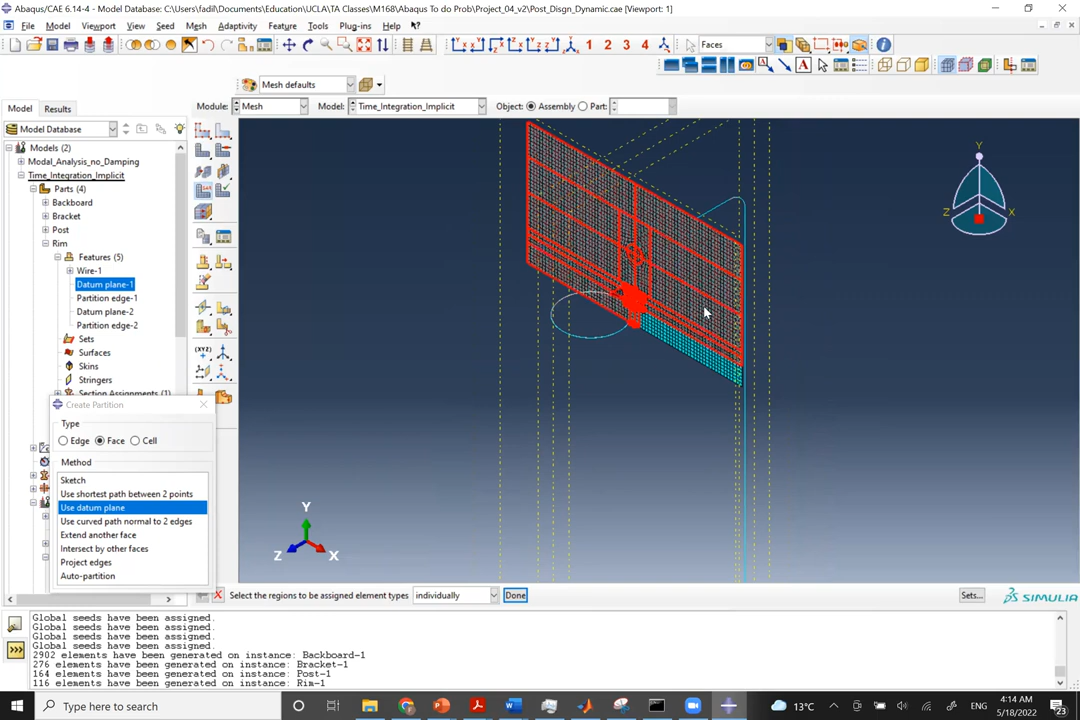 Abaqus/CAE 6.14-4 - Model Database: C:\Users\fadil\Documents\Education\UCLA\TA Classes\M168\Abaqus To do Prob\Project_04_v2\Post_Disgn_Dynamic.cae [Viewport: 1]
File Model Viewport View Seed Mesh Adaptivity Feature Tools Plug-ins Help
1 2 3 4 Faces
Mesh defaults
Model Results
Module: Mesh Model: Time_Integration_Implicit Object: Assembly Part:
Model Database
Models (2)
Modal_Analysis_no_Damping
Time_Integration_Implicit
Parts (4)
Backboard
Bracket
Post
Rim
Features (5)
Wire-1
Datum plane-1
Partition edge-1
Datum plane-2
Partition edge-2
Sets
Surfaces
Skins
Stringers
Section Assignments (1)
Create Partition
Type
Edge Face Cell
Method
Sketch
Use shortest path between 2 points
Use datum plane
Use curved path normal to 2 edges
Extend another face
Intersect by other faces
Project edges
Auto-partition
Y
Z X
Y
Z X
Select the regions to be assigned element types individually Done Sets...
SIMULIA
Global seeds have been assigned.
Global seeds have been assigned.
Global seeds have been assigned.
Global seeds have been assigned.
2902 elements have been generated on instance: Backboard-1
276 elements have been generated on instance: Bracket-1
164 elements have been generated on instance: Post-1
116 elements have been generated on instance: Rim-1
Type here to search
13°C
ENG
4:14 AM
5/18/2022
23